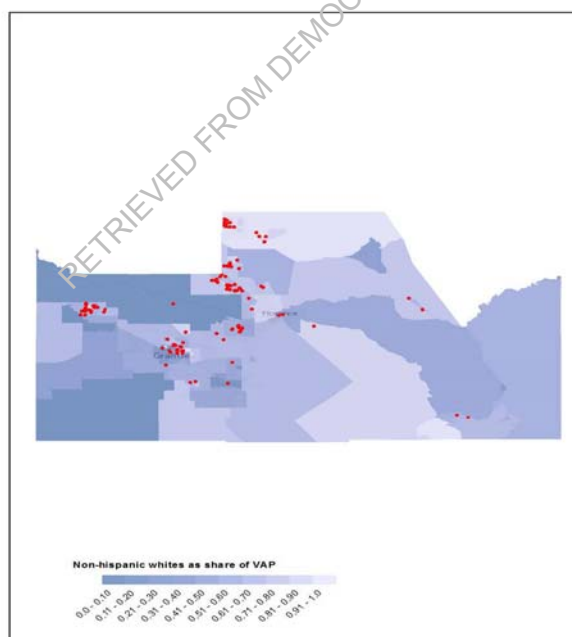 RETRIEVED FROM DEMOC
Non-hispanic whites as share of VAP
0.0 - 0.10
0.11 - 0.20
0.21 - 0.30
0.31 - 0.40
0.41 - 0.50
0.51 - 0.60
0.61 - 0.70
0.71 - 0.80
0.81 - 0.90
0.91 - 1.0